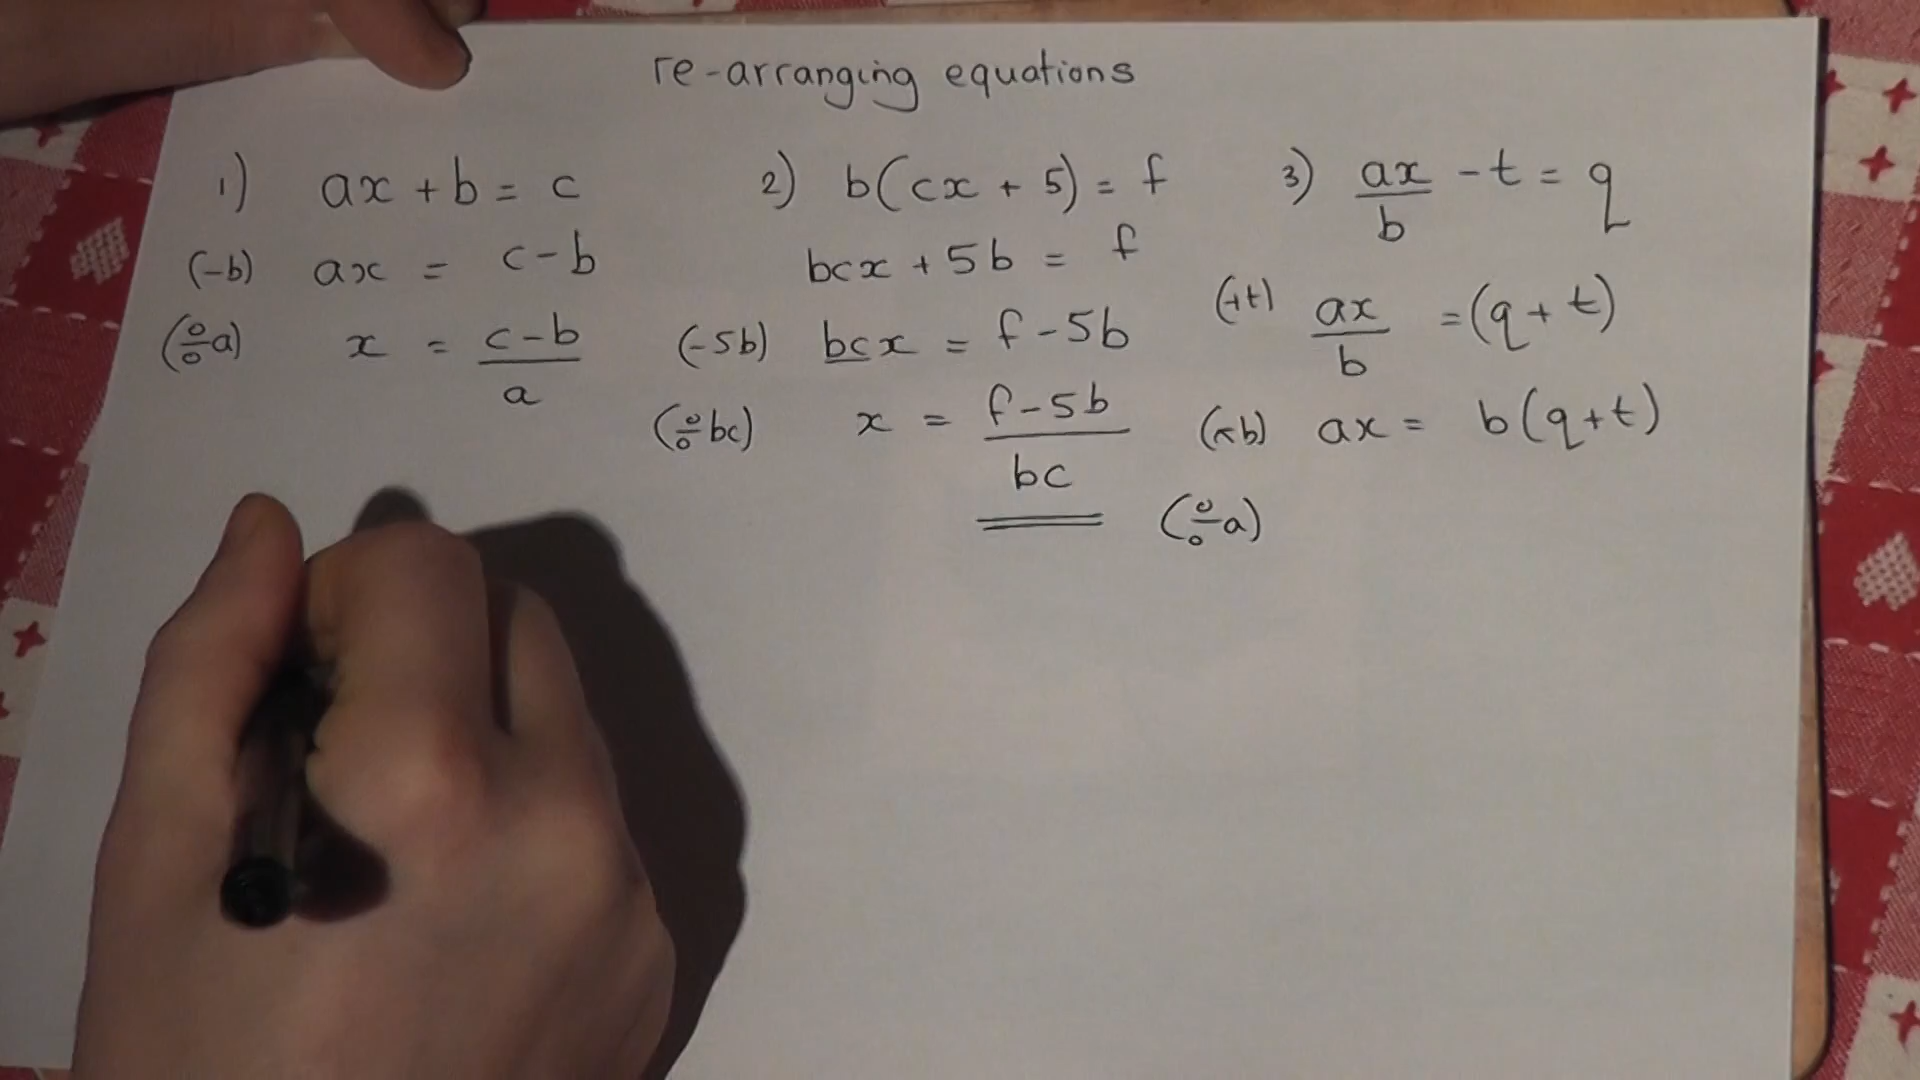 re-arranging equations
1) ax + b = c
(-b) ax = c - b
(÷a) x = c - b
a
2) b(cx + 5) = f
bcx + 5b = f
(-5b) bcx = f - 5b
(÷bc) x = f - 5b
bc
3) ax - t = q
b
(+t) ax = (q + t)
b
(×b) ax = b(q+t)
(÷a)